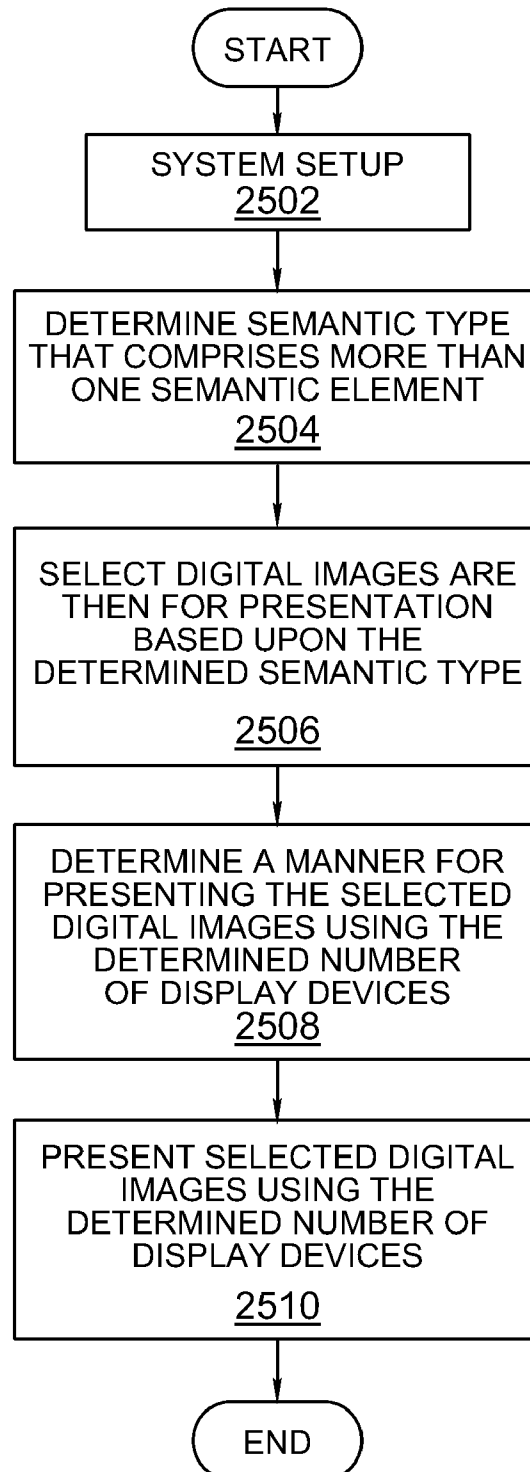 START
SYSTEM SETUP
2502
DETERMINE SEMANTIC TYPE
THAT COMPRISES MORE THAN
ONE SEMANTIC ELEMENT
2504
SELECT DIGITAL IMAGES ARE
THEN FOR PRESENTATION
BASED UPON THE
DETERMINED SEMANTIC TYPE
2506
DETERMINE A MANNER FOR
PRESENTING THE SELECTED
DIGITAL IMAGES USING THE
DETERMINED NUMBER
OF DISPLAY DEVICES
2508
PRESENT SELECTED DIGITAL
IMAGES USING THE
DETERMINED NUMBER OF
DISPLAY DEVICES
2510
END